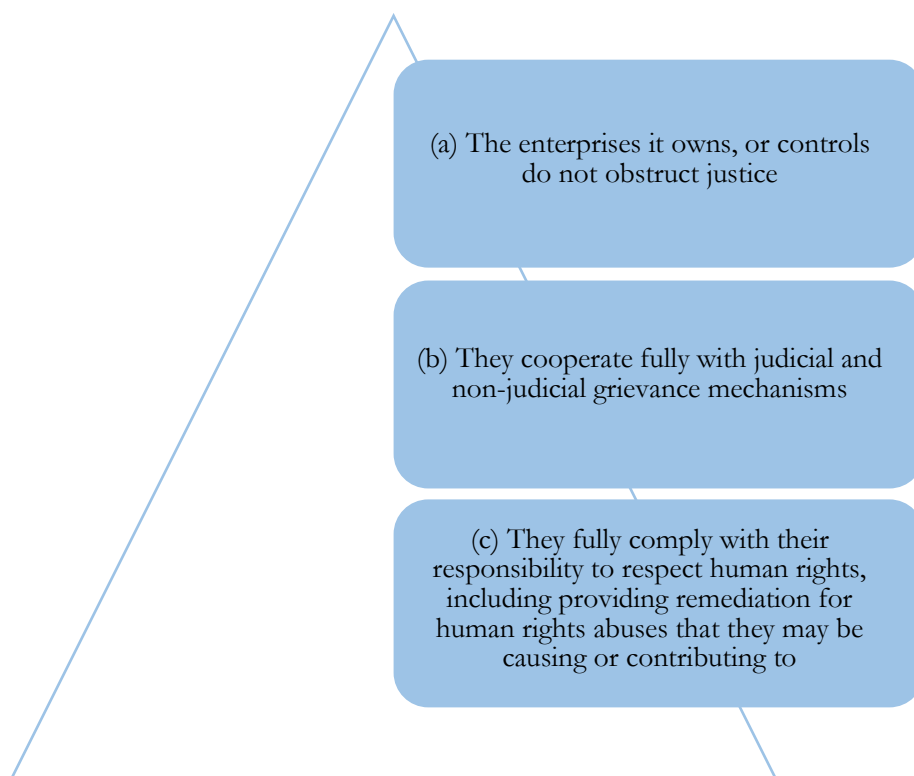 (a) The enterprises it owns, or controls
do not obstruct justice
(b) They cooperate fully with judicial and
non-judicial grievance mechanisms
(c) They fully comply with their
responsibility to respect human rights,
including providing remediation for
human rights abuses that they may be
causing or contributing to